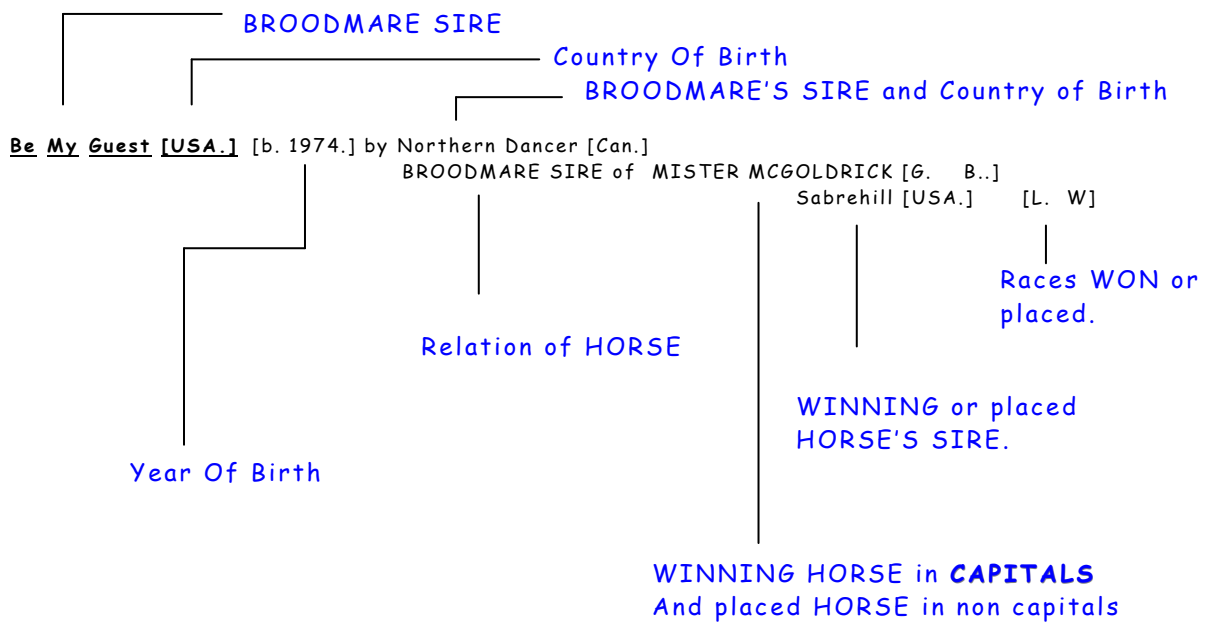 BROODMARE SIRE
Country Of Birth
BROODMARE'S SIRE and Country of Birth
Be My Guest [USA.] [b. 1974.] by Northern Dancer [Can.]
BROODMARE SIRE of MISTER MCGOLDRICK [G. B..]
Sabrehill [USA.] [L. W]
Races WON or
placed.
Relation of HORSE
WINNING or placed
HORSE'S SIRE.
Year Of Birth
WINNING HORSE in CAPITALS
And placed HORSE in non capitals